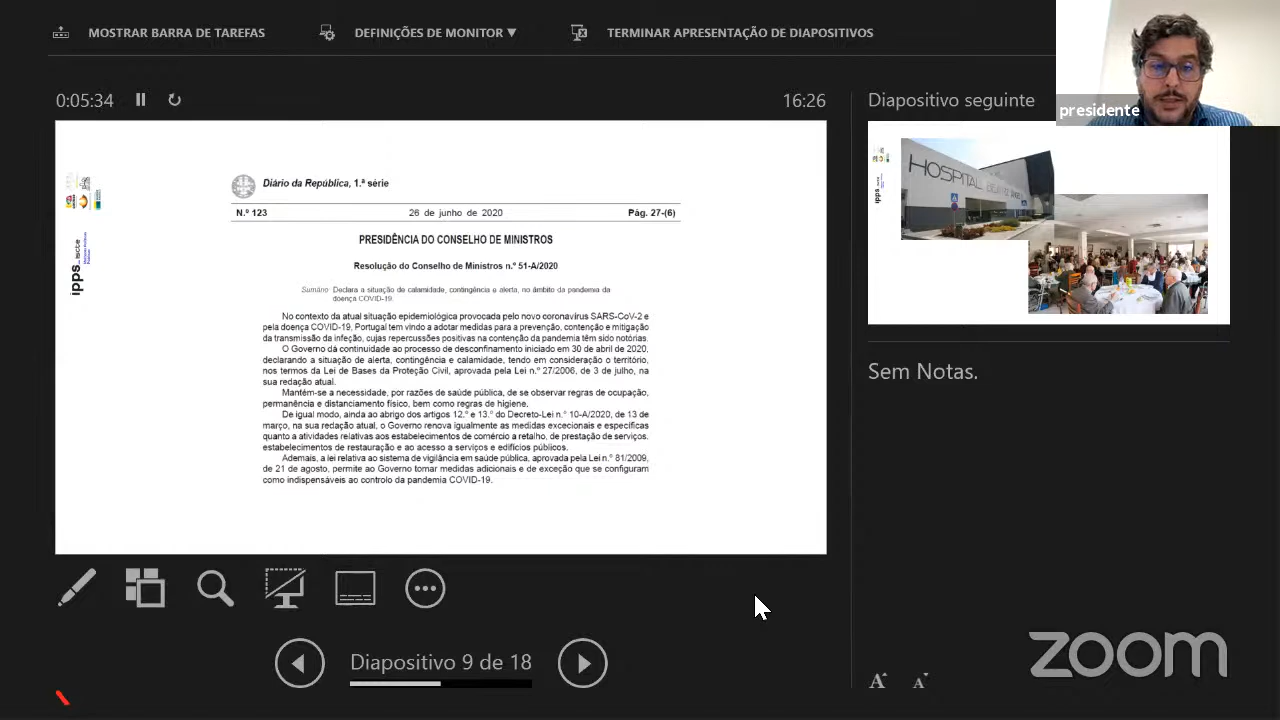 MOSTRAR BARRA DE TAREFAS
DEFINIÇÕES DE MONITOR ▼
TERMINAR APRESENTAÇÃO DE DIAPOSITIVOS
0:05:34
16:26
Diapositivo seguinte
presidente
Diário da República, 1.ª série
N.º 123
26 de junho de 2020
Pág. 27-(6)
PRESIDÊNCIA DO CONSELHO DE MINISTROS
Resolução do Conselho de Ministros n.º 51-A/2020
Sumário: Declara a situação de calamidade, contingência e alerta, no âmbito da pandemia da
doença COVID-19.
No contexto da atual situação epidemiológica provocada pelo novo coronavírus SARS-CoV-2 e
pela doença COVID-19, Portugal tem vindo a adotar medidas para a prevenção, contenção e mitigação
da transmissão da infeção, cujas repercussões positivas na contenção da pandemia têm sido notórias.
O Governo dá continuidade ao processo de desconfinamento iniciado em 30 de abril de 2020,
declarando a situação de alerta, contingência e calamidade, tendo em consideração o território,
nos termos da Lei de Bases da Proteção Civil, aprovada pela Lei n.º 27/2006, de 3 de julho, na
sua redação atual.
Mantém-se a necessidade, por razões de saúde pública, de se observar regras de ocupação,
permanência e distanciamento físico, bem como regras de higiene.
De igual modo, ainda ao abrigo dos artigos 12.º e 13.º do Decreto-Lei n.º 10-A/2020, de 13 de
março, na sua redação atual, o Governo renova igualmente as medidas excecionais e específicas
quanto a atividades relativas aos estabelecimentos de comércio a retalho, de prestação de serviços,
estabelecimentos de restauração e ao acesso a serviços e edifícios públicos.
Ademais, a lei relativa ao sistema de vigilância em saúde pública, aprovada pela Lei n.º 81/2009,
de 21 de agosto, permite ao Governo tomar medidas adicionais e de exceção que se configuram
como indispensáveis ao controlo da pandemia COVID-19.
ipps_iscte
HOSPITAL
ipps
Sem Notas.
Diapositivo 9 de 18
A A
zoom